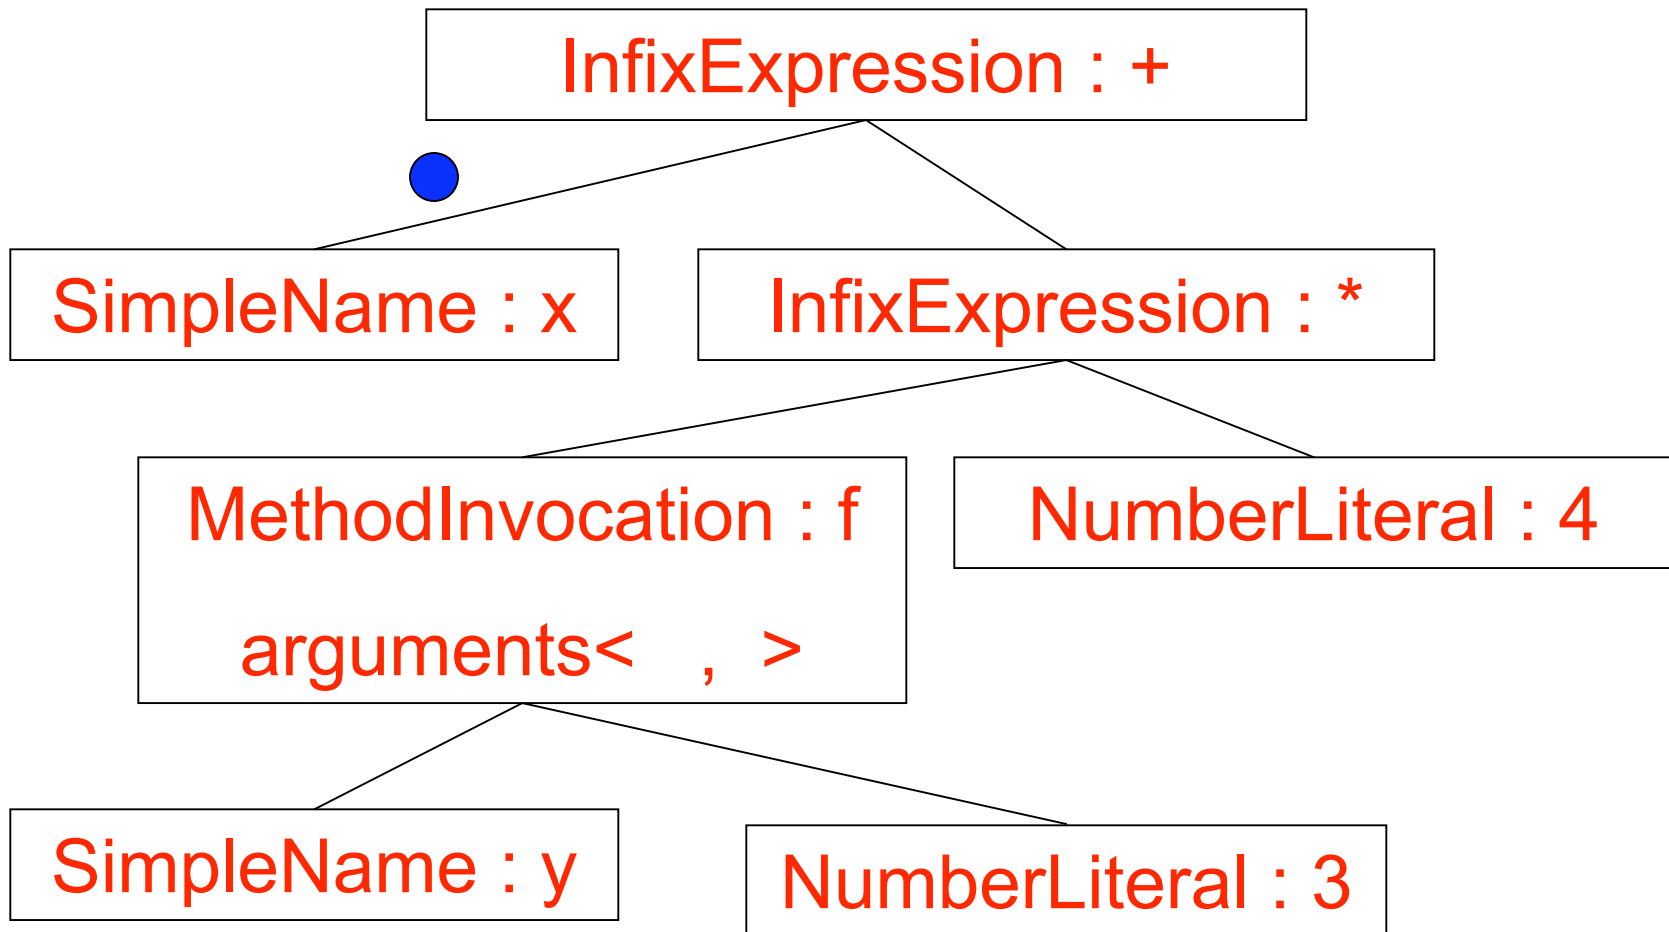 InfixExpression : +
SimpleName : x
InfixExpression : *
MethodInvocation : f
arguments< , >
NumberLiteral : 4
SimpleName : y
NumberLiteral : 3